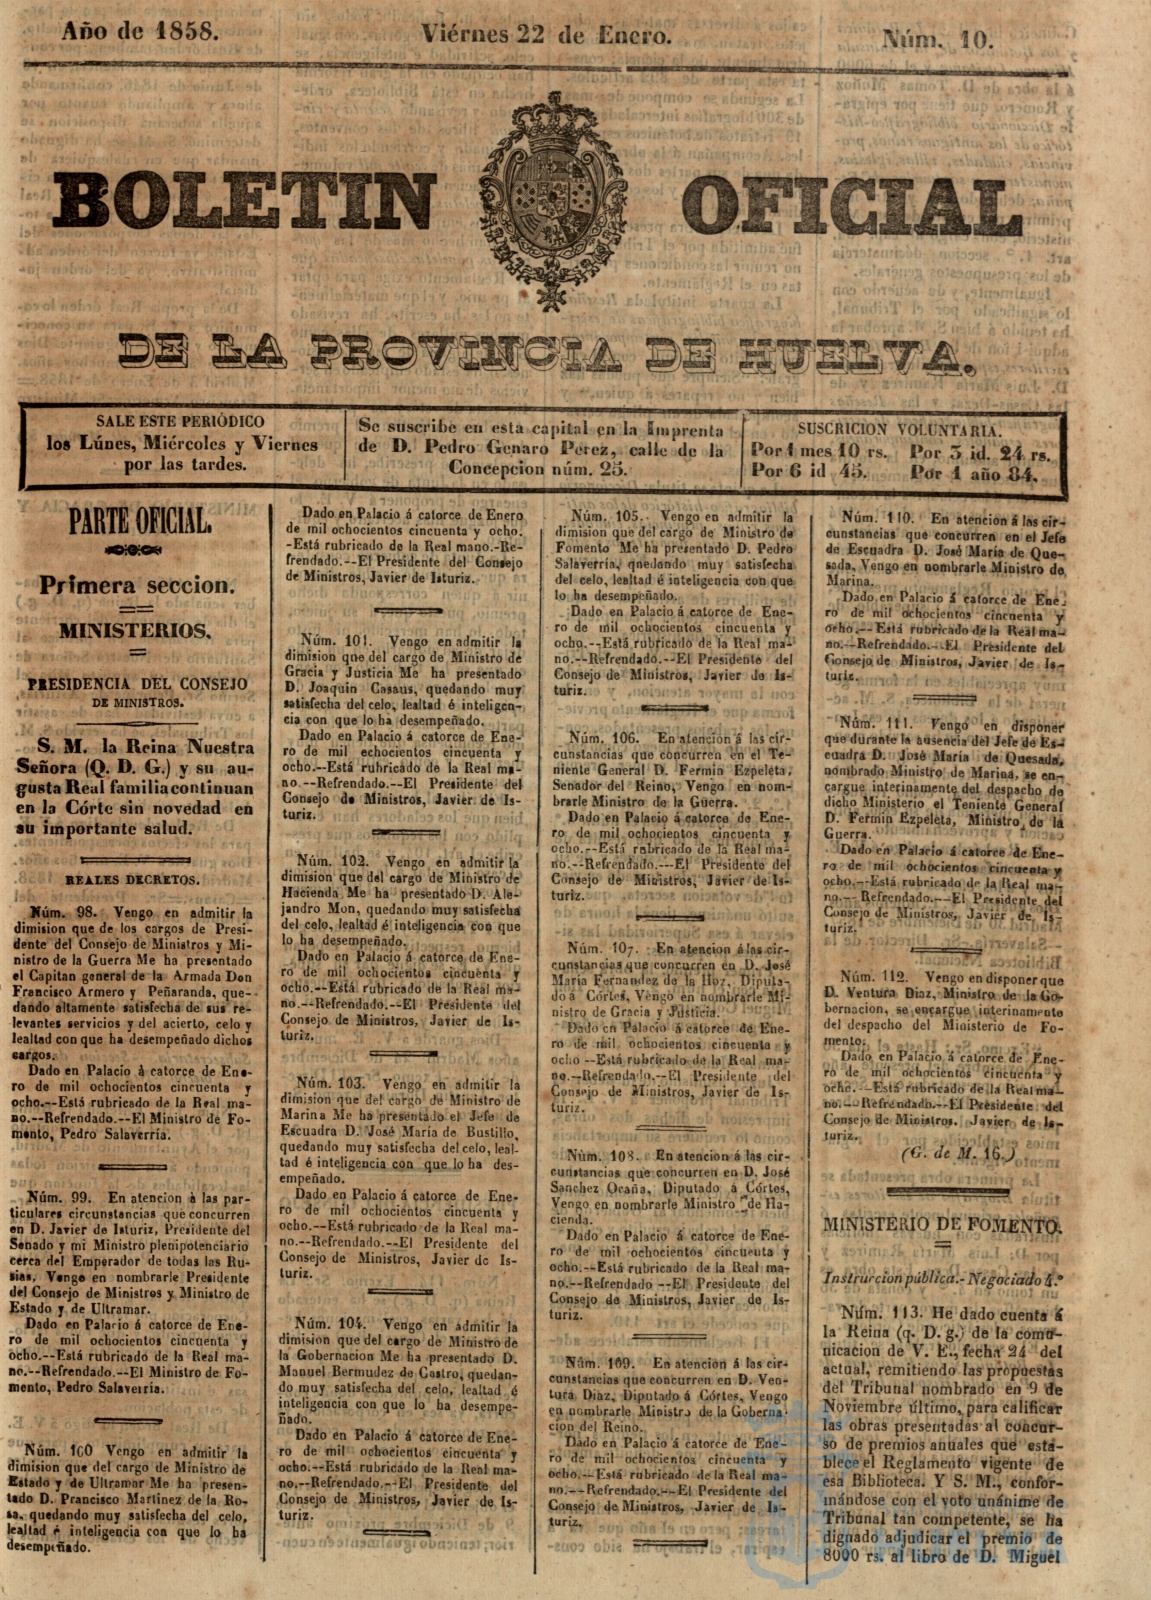 Año de 1858.
Viérnes 22 de Enero.
Núm. 10.
BOLETIN OFICIAL
DE LA PROVINCIA DE HUELVA.
SALE ESTE PERIÓDICO
los Lúnes, Miércoles y Viernes
por las tardes.
Se suscribe en esta capital en la Imprenta
de D. Pedro Genaro Perez, calle de la
Concepcion núm. 25.
SUSCRICION VOLUNTARIA.
Por 1 mes 10 rs. Por 3 id. 24 rs.
Por 6 id 45. Por 1 año 84.
PARTE OFICIAL.
Primera seccion.
MINISTERIOS.
PRESIDENCIA DEL CONSEJO
DE MINISTROS.
S. M. la Reina Nuestra
Señora (Q. D. G.) y su au-
gusta Real familia continuan
en la Córte sin novedad en
su importante salud.
REALES DECRETOS.
Núm. 98. Vengo en admitir la
dimision que de los cargos de Presi-
dente del Consejo de Ministros y Mi-
nistro de la Guerra Me ha presentado
el Capitan general de la Armada Don
Francisco Armero y Peñaranda, que-
dando altamente satisfecha de sus re-
levantes servicios y del acierto, celo y
lealtad con que ha desempeñado dichos
cargos.
Dado en Palacio á catorce de Ene-
ro de mil ochocientos cincuenta y
ocho.--Está rubricado de la Real ma-
no.--Refrendado.--El Ministro de Fo-
mento, Pedro Salaverría.
Núm. 99. En atencion á las par-
ticulares circunstancias que concurren
en D. Javier de Isturiz, Presidente del
Senado y mi Ministro plenipotenciario
cerca del Emperador de todas las Ru-
sias, Vengo en nombrarle Presidente
del Consejo de Ministros y Ministro de
Estado y de Ultramar.
Dado en Palacio á catorce de Ene-
ro de mil ochocientos cincuenta y
ocho.--Está rubricado de la Real ma-
no.--Refrendado.--El Ministro de Fo-
mento, Pedro Salaverría.
Núm. 100 Vengo en admitir la
dimision que del cargo de Ministro de
Estado y de Ultramar Me ha presen-
tado D. Francisco Martinez de la Ro-
sa, quedando muy satisfecha del celo,
lealtad é inteligencia con que lo ha
desempeñado.
Dado en Palacio á catorce de Enero
de mil ochocientos cincuenta y ocho.
-Está rubricado de la Real mano.-Re-
frendado.--El Presidente del Consejo
de Ministros, Javier de Isturiz.
Núm. 101. Vengo en admitir la
dimision que del cargo de Ministro de
Gracia y Justicia Me ha presentado
D. Joaquin Casaus, quedando muy
satisfecha del celo, lealtad é inteligen-
cia con que lo ha desempeñado.
Dado en Palacio á catorce de Ene-
ro de mil echocientos cincuenta y
ocho.--Está rubricado de la Real ma-
no.--Refrendado.--El Presidente del
Consejo de Ministros, Javier de Is-
turiz.
Núm. 102. Vengo en admitir la
dimision que del cargo de Ministro de
Hacienda Me ha presentado D. Ale-
jandro Mon, quedando muy satisfecha
del celo, lealtad é inteligencia con que
lo ha desempeñado.
Dado en Palacio á catorce de Ene-
ro de mil ochocientos cincuenta y
ocho.--Está rubricado de la Real ma-
no.--Refrendado.--El Presidente del
Consejo de Ministros, Javier de Is-
turiz.
Núm. 103. Vengo en admitir la
dimision que del cargo de Ministro de
Marina Me ha presentado el Jefe de
Escuadra D. José María de Bustillo,
quedando muy satisfecha del celo, leal-
tad é inteligencia con que lo ha des-
empeñado.
Dado en Palacio á catorce de Ene-
ro de mil ochocientos cincuenta y
ocho.--Está rubricado de la Real ma-
no.--Refrendado.--El Presidente del
Consejo de Ministros, Javier de Is-
turiz.
Núm. 104. Vengo en admitir la
dimision que del cargo de Ministro de
la Gobernacion Me ha presentado D.
Manuel Bermudez de Castro, quedan-
do muy satisfecha del celo, lealtad é
inteligencia con que lo ha desempe-
ñado.
Dado en Palacio á catorce de Ene-
ro de mil ochocientos cincuenta y
ocho.--Está rubricado de la Real ma-
no.--Refrendado.--El Presidente del
Consejo de Ministros, Javier de Is-
turiz.
Núm. 105. Vengo en admitir la
dimision que del cargo de Ministro de
Fomento Me ha presentado D. Pedro
Salaverría, quedando muy satisfecha
del celo, lealtad é inteligencia con que
lo ha desempeñado.
Dado en Palacio á catorce de Ene-
ro de mil ochocientos cincuenta y
ocho.--Está rubricado de la Real ma-
no.--Refrendado.--El Presidente del
Consejo de Ministros, Javier de Is-
turiz.
Núm. 106. En atencion á las cir-
cunstancias que concurren en el Te-
niente General D. Fermin Ezpeleta,
Senador del Reino, Vengo en nom-
brarle Ministro de la Guerra.
Dado en Palacio á catorce de Ene-
ro de mil ochocientos cincuenta y
ocho.--Está rubricado de la Real ma-
no.--Refrendado.---El Presidente del
Consejo de Ministros, Javier de Is-
turiz.
Núm. 107. En atencion á las cir-
cunstancias que concurren en D. José
María Fernandez de la Hoz, Diputa-
do á Córtes, Vengo en nombrarle Mi-
nistro de Gracia y Justicia.
Dado en Palacio á catorce de Ene-
ro de mil ochocientos cincuenta y
ocho --Está rubricado de la Real ma-
no.--Refrendado.--El Presidente del
Consejo de Ministros, Javier de Is-
turiz.
Núm. 108. En atencion á las cir-
cunstancias que concurren en D. José
Sanchez Ocaña, Diputado á Córtes,
Vengo en nombrarle Ministro de Ha-
cienda.
Dado en Palacio á catorce de Ene-
ro de mil ochocientos cincuenta y
ocho.--Está rubricado de la Real ma-
no.--Refrendado --El Presidente del
Consejo de Ministros, Javier de Is-
turiz.
Núm. 109. En atencion á las cir-
cunstancias que concurren en D. Ven-
tura Diaz, Diputado á Córtes, Vengo
en nombrarle Ministro de la Goberna-
cion del Reino.
Dado en Palacio á catorce de Ene-
ro de mil ochocientos cincuenta y
ocho.--Está rubricado de la Real ma-
no.--Refrendado.--El Presidente del
Consejo de Ministros, Javier de Is-
turiz.
Núm. 110. En atencion á las cir-
cunstancias que concurren en el Jefe
de Escuadra D. José María de Que-
sada, Vengo en nombrarle Ministro de
Marina.
Dado en Palacio á catorce de Ene-
ro de mil ochocientos cincuenta y
ocho.--Está rubricado de la Real ma-
no.--Refrendado.--El Presidente del
Consejo de Ministros, Javier de Is-
turiz.
Núm. 111. Vengo en disponer
que durante la ausencia del Jefe de Es-
cuadra D. José María de Quesada,
nombrado Ministro de Marina, se en-
cargue interinamente del despacho de
dicho Ministerio el Teniente General
D. Fermin Ezpeleta, Ministro de la
Guerra.
Dado en Palacio á catorce de Ene-
ro de mil ochocientos cincuenta y
ocho.--Está rubricado de la Real ma-
no.--Refrendado.--El Presidente del
Consejo de Ministros, Javier de Is-
turiz.
Núm. 112. Vengo en disponer que
D. Ventura Diaz, Ministro de la Go-
bernacion, se encargue interinamente
del despacho del Ministerio de Fo-
mento.
Dado en Palacio á catorce de Ene-
ro de mil ochocientos cincuenta y
ocho.--Está rubricado de la Real ma-
no.--Refrendado.--El Presidente del
Consejo de Ministros. Javier de Is-
turiz.
(G. de M. 16.)
MINISTERIO DE FOMENTO.
Instruccion pública.- Negociado 4.º
Núm. 113. He dado cuenta á
la Reina (q. D. g.) de la comu-
nicacion de V. E., fecha 24 del
actual, remitiendo las propuestas
del Tribunal nombrado en 9 de
Noviembre último, para calificar
las obras presentadas al concur-
so de premios anuales que esta-
blece el Reglamento vigente de
esa Biblioteca. Y S. M., confor-
mándose con el voto unánime de
Tribunal tan competente, se ha
dignado adjudicar el premio de
8000 rs. al libro de D. Miguel